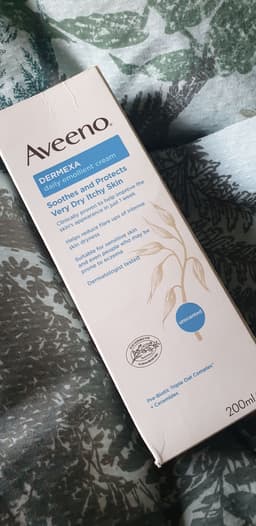 Aveeno.
DERMEXA
daily emollient cream
Soothes and Protects
Very Dry Itchy Skin
Clinically proven to help improve the
skin's appearance in just 1 week
Helps reduce flare ups of intense
skin dryness
Suitable for sensitive skin
and even people who may be
prone to eczema
Dermatologist tested
unscented
Pre-Biotic Triple Oat Complex
+ Ceramides
200ml